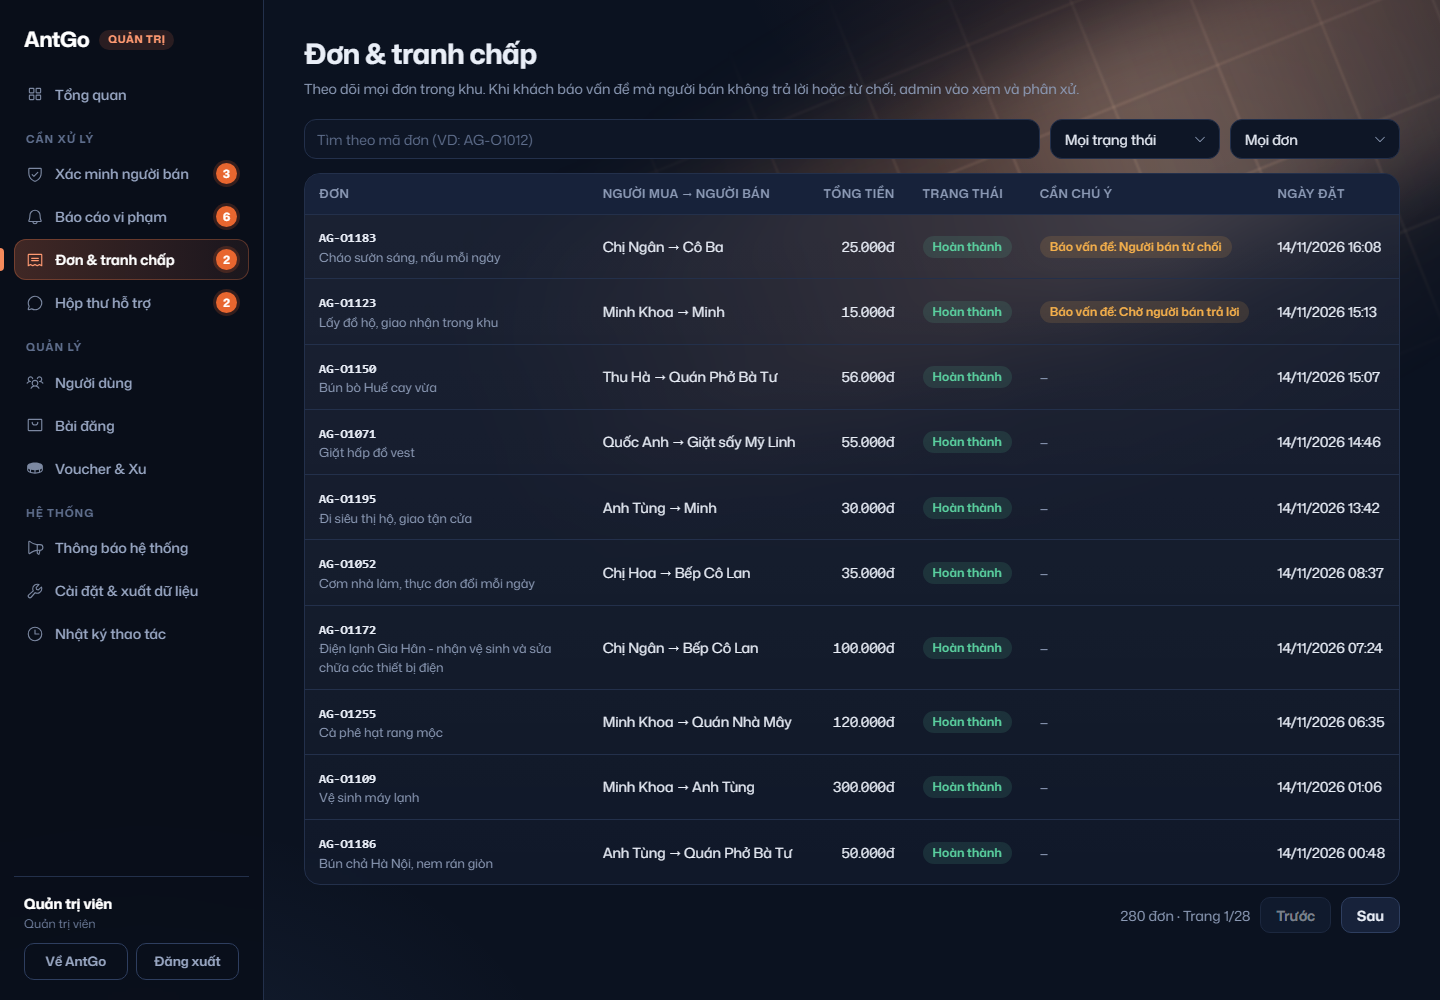 AntGo QUẢN TRỊ
Tổng quan
CẦN XỬ LÝ
Xác minh người bán 3
Báo cáo vi phạm 6
Đơn & tranh chấp 2
Hộp thư hỗ trợ 2
QUẢN LÝ
Người dùng
Bài đăng
Voucher & Xu
HỆ THỐNG
Thông báo hệ thống
Cài đặt & xuất dữ liệu
Nhật ký thao tác
Quản trị viên
Quản trị viên
Về AntGo Đăng xuất
Đơn & tranh chấp
Theo dõi mọi đơn trong khu. Khi khách báo vấn đề mà người bán không trả lời hoặc từ chối, admin vào xem và phân xử.
Tìm theo mã đơn (VD: AG-O1012) Mọi trạng thái Mọi đơn
ĐƠN NGƯỜI MUA → NGƯỜI BÁN TỔNG TIỀN TRẠNG THÁI CẦN CHÚ Ý NGÀY ĐẶT
AG-O1183
Cháo sườn sáng, nấu mỗi ngày
Chị Ngân → Cô Ba 25.000đ Hoàn thành Báo vấn đề: Người bán từ chối 14/11/2026 16:08
AG-O1123
Lấy đồ hộ, giao nhận trong khu
Minh Khoa → Minh 15.000đ Hoàn thành Báo vấn đề: Chờ người bán trả lời 14/11/2026 15:13
AG-O1150
Bún bò Huế cay vừa
Thu Hà → Quán Phở Bà Tư 56.000đ Hoàn thành – 14/11/2026 15:07
AG-O1071
Giặt hấp đồ vest
Quốc Anh → Giặt sấy Mỹ Linh 55.000đ Hoàn thành – 14/11/2026 14:46
AG-O1195
Đi siêu thị hộ, giao tận cửa
Anh Tùng → Minh 30.000đ Hoàn thành – 14/11/2026 13:42
AG-O1052
Cơm nhà làm, thực đơn đổi mỗi ngày
Chị Hoa → Bếp Cô Lan 35.000đ Hoàn thành – 14/11/2026 08:37
AG-O1172
Điện lạnh Gia Hân - nhận vệ sinh và sửa
chữa các thiết bị điện
Chị Ngân → Bếp Cô Lan 100.000đ Hoàn thành – 14/11/2026 07:24
AG-O1255
Cà phê hạt rang mộc
Minh Khoa → Quán Nhà Mây 120.000đ Hoàn thành – 14/11/2026 06:35
AG-O1109
Vệ sinh máy lạnh
Minh Khoa → Anh Tùng 300.000đ Hoàn thành – 14/11/2026 01:06
AG-O1186
Bún chả Hà Nội, nem rán giòn
Anh Tùng → Quán Phở Bà Tư 50.000đ Hoàn thành – 14/11/2026 00:48
280 đơn · Trang 1/28 Trước Sau